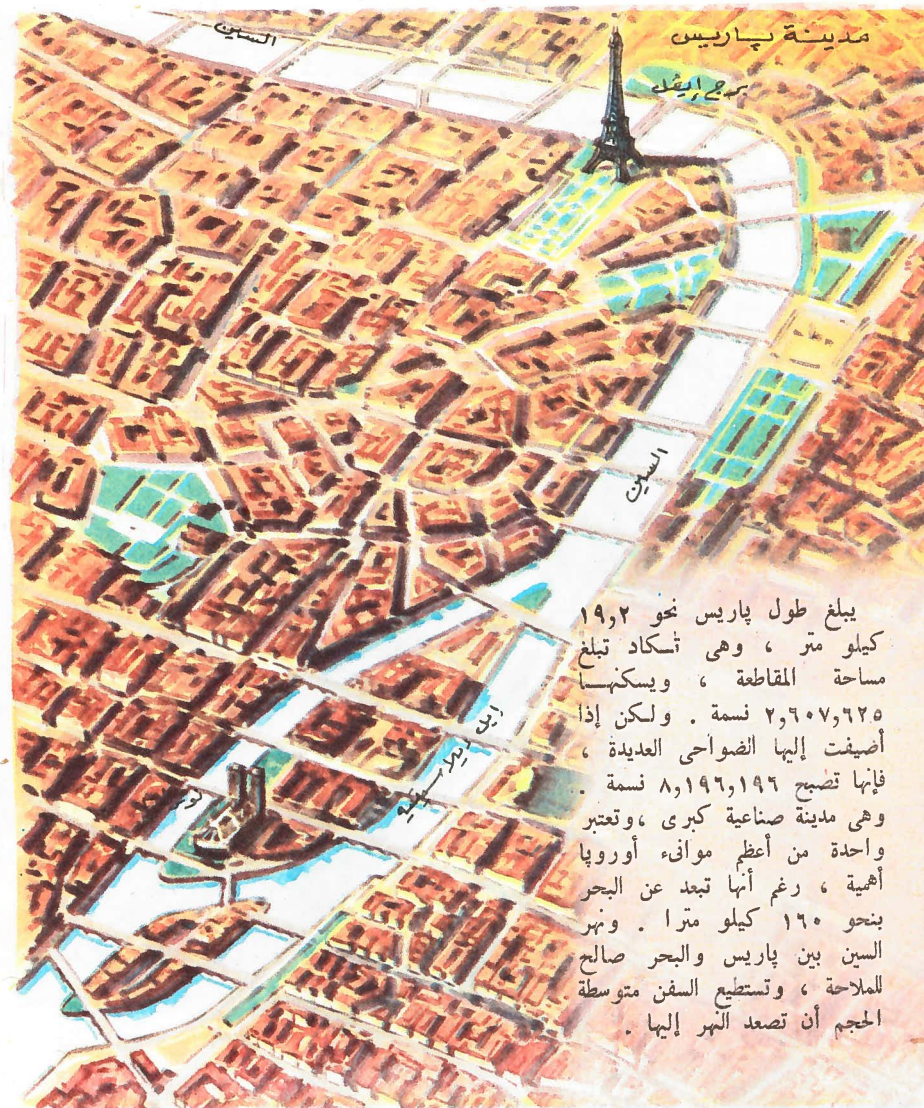 مدينة پاريس
السين
برج إيڤل
السين
يبلغ طول پاريس نحو ١٩,٢
كيلو متر ، وهى تكاد تبلغ
مساحة المقاطعة ، ويسكنها
٢,٦٠٧,٦٢٥ نسمة . ولكن إذا
أضيفت إليها الضواحى العديدة ،
فإنها تصبح ٨,١٩٦,١٩٦ نسمة .
وهى مدينة صناعية كبرى ، وتعتبر
واحدة من أعظم موانىء أوروپا
أهمية ، رغم أنها تبعد عن البحر
بنحو ١٦٠ كيلو مترا . ونهر
السين بين پاريس والبحر صالح
للملاحة ، وتستطيع السفن متوسطة
الحجم أن تصعد النهر إليها .